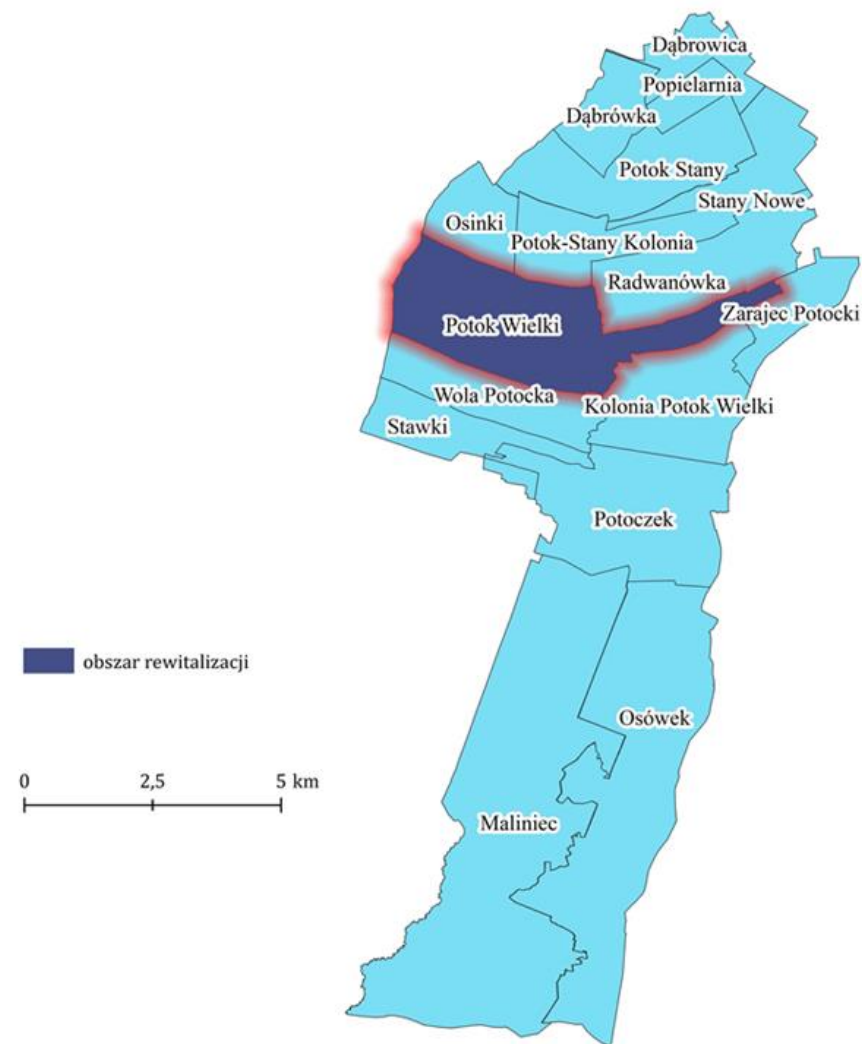 Dąbrowica
Popielarnia
Dąbrówka
Potok Stany
Stany Nowe
Osinki
Potok-Stany Kolonia
Radwanówka
Zarajec Potocki
Potok Wielki
Wola Potocka
Kolonia Potok Wielki
Stawki
Potoczek
obszar rewitalizacji
Osówek
0 2,5 5 km
Maliniec